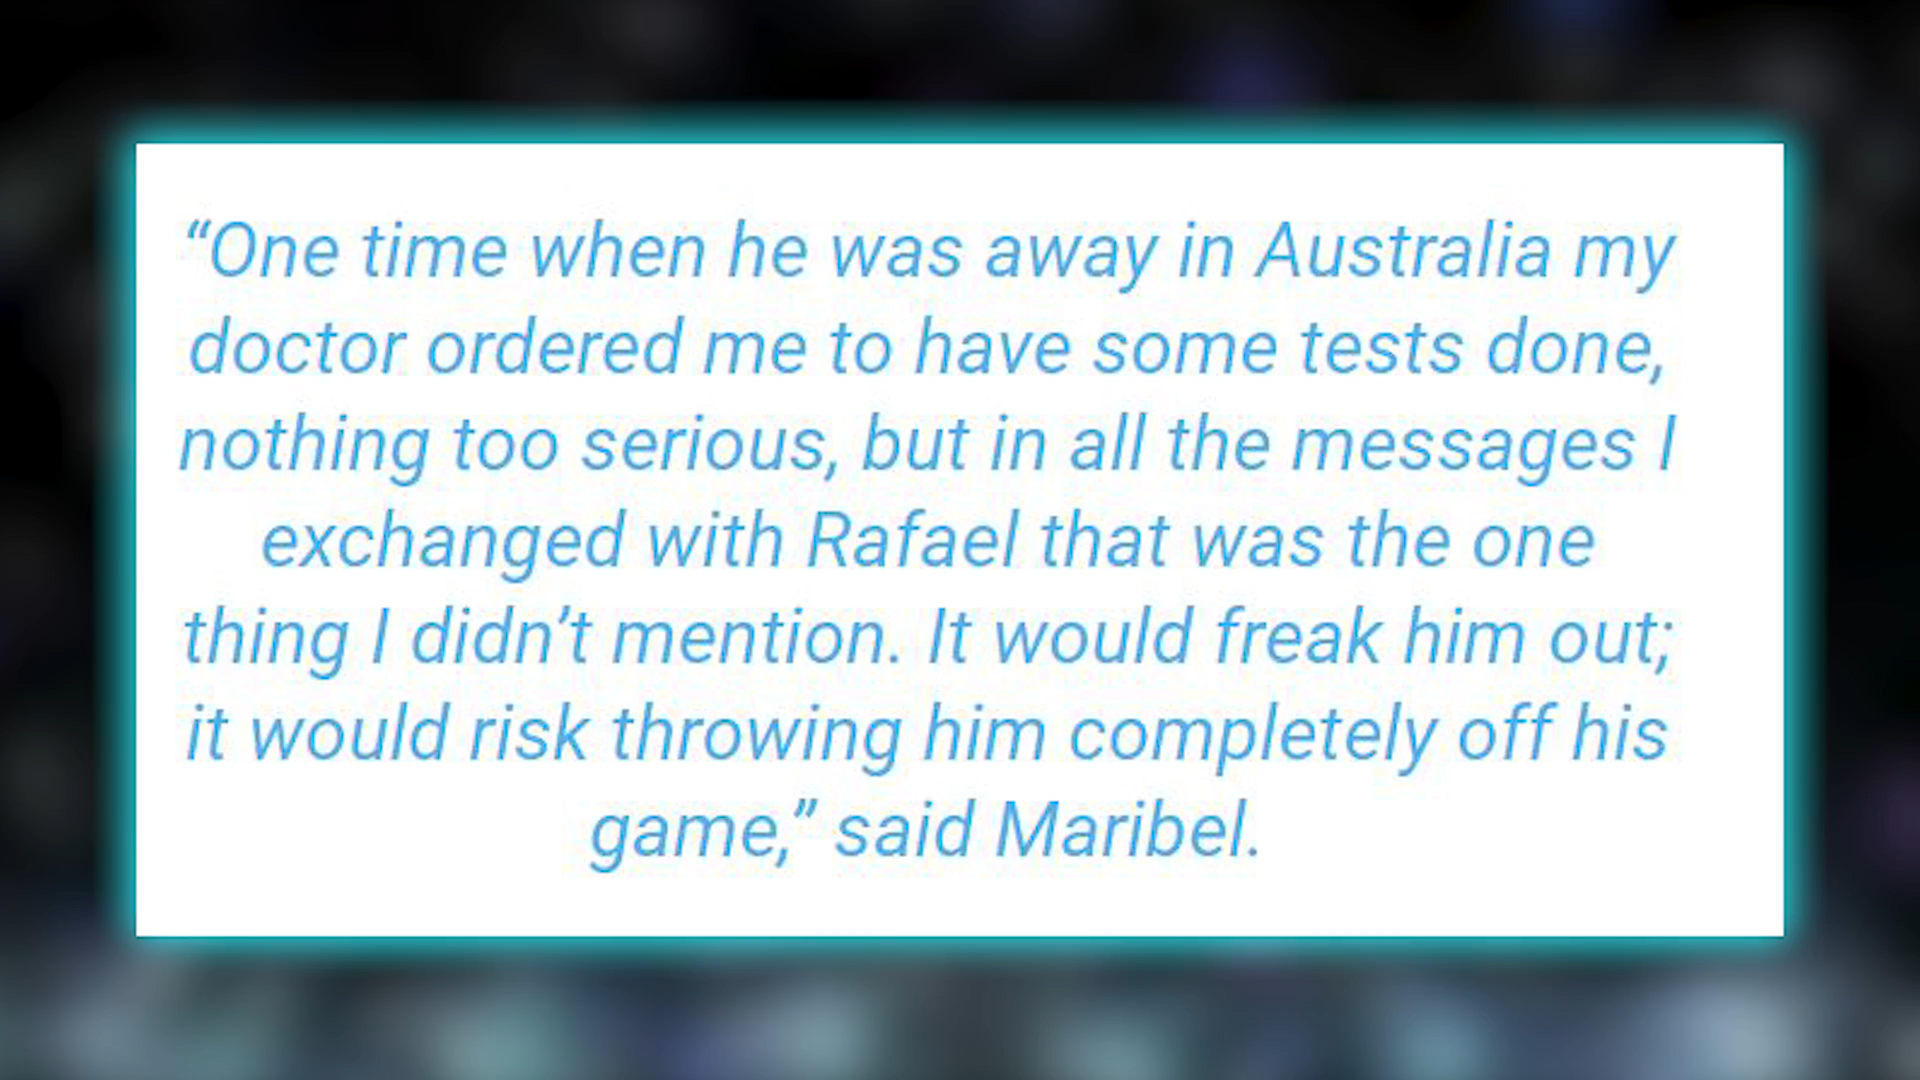 “One time when he was away in Australia my
doctor ordered me to have some tests done,
nothing too serious, but in all the messages I
exchanged with Rafael that was the one
thing I didn’t mention. It would freak him out;
it would risk throwing him completely off his
game,” said Maribel.